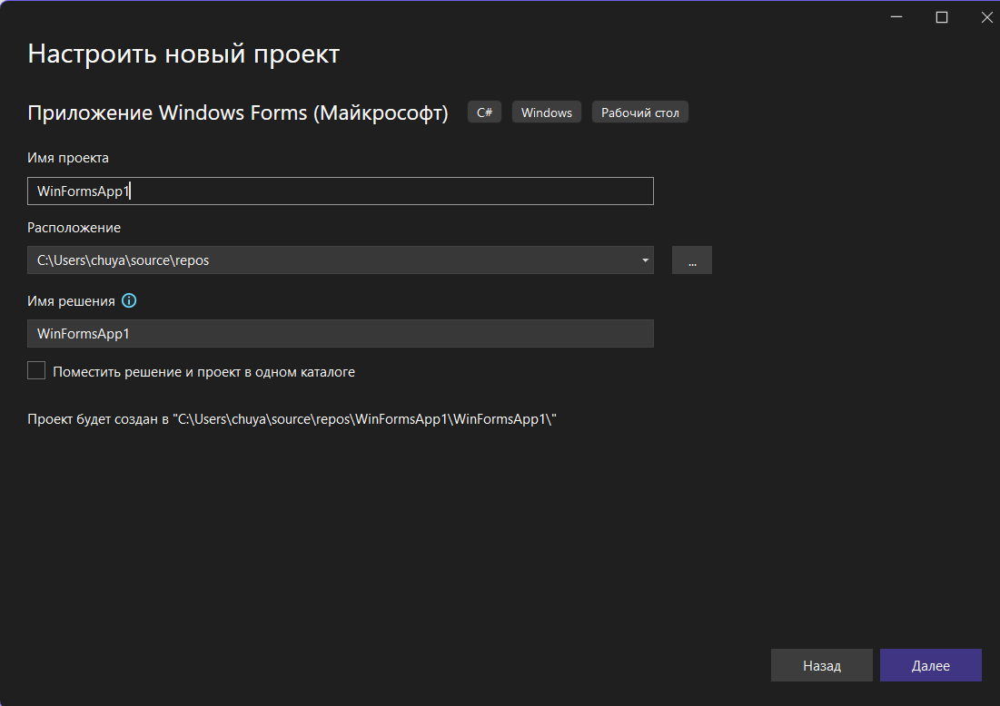 Настроить новый проект
Приложение Windows Forms (Майкрософт) C# Windows Рабочий стол
Имя проекта
WinFormsApp1
Расположение
C:\Users\chuya\source\repos
...
Имя решения
WinFormsApp1
Поместить решение и проект в одном каталоге
Проект будет создан в "C:\Users\chuya\source\repos\WinFormsApp1\WinFormsApp1\"
Назад Далее